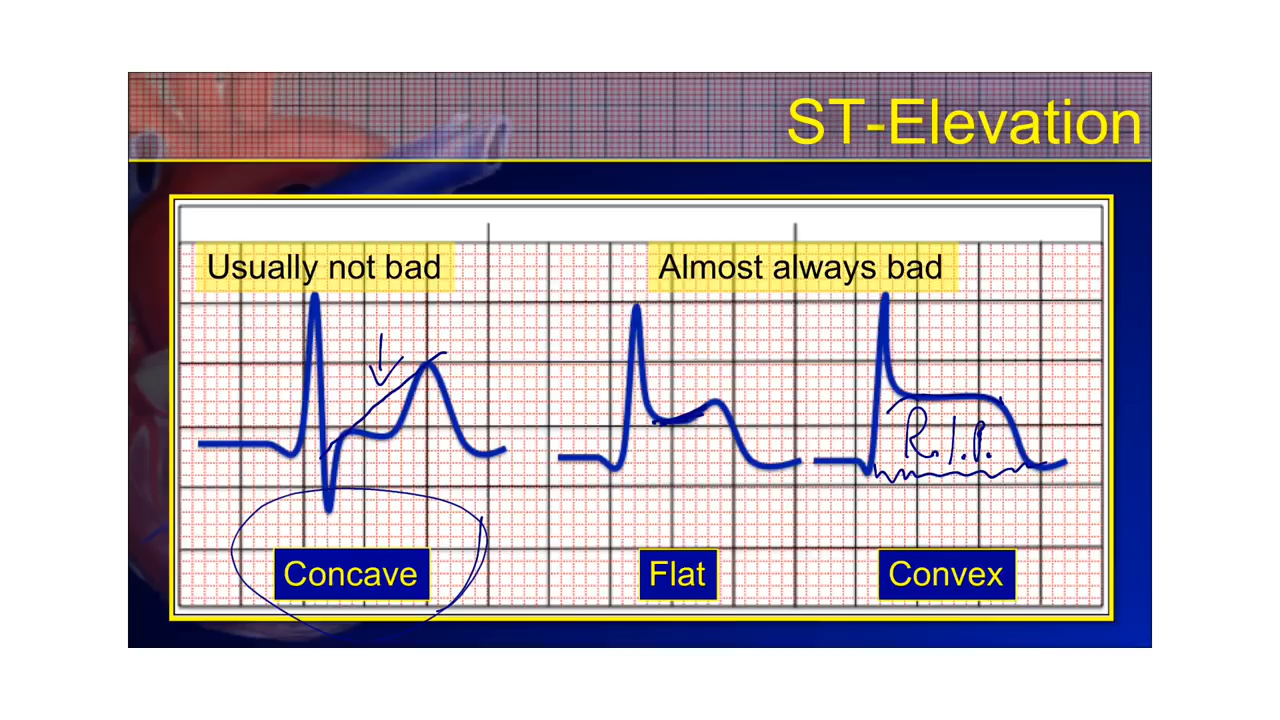 ST-Elevation
Usually not bad
Almost always bad
R.I.P.
Concave
Flat
Convex